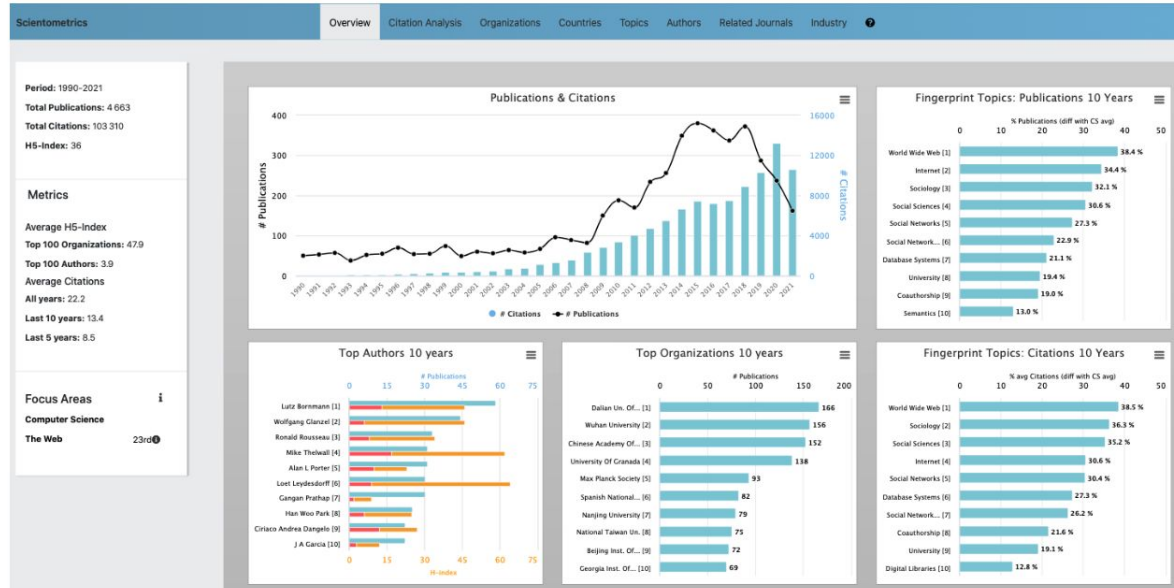 Scientometrics
Overview Citation Analysis Organizations Countries Topics Authors Related Journals Industry ?
Period: 1990-2021
Total Publications: 4 663
Total Citations: 103 310
H5-Index: 36
Metrics
Average H5-Index
Top 100 Organizations: 47.9
Top 100 Authors: 3.9
Average Citations
All years: 22.2
Last 10 years: 13.4
Last 5 years: 8.5
Focus Areas i
Computer Science
The Web 23rd
Publications & Citations
# Publications
400
300
200
100
0
# Citations
16000
12000
8000
4000
0
1990 1991 1992 1993 1994 1995 1996 1997 1998 1999 2000 2001 2002 2003 2004 2005 2006 2007 2008 2009 2010 2011 2012 2013 2014 2015 2016 2017 2018 2019 2020 2021
# Citations # Publications
Fingerprint Topics: Publications 10 Years
% Publications (diff with CS avg)
0 10 20 30 40 50
World Wide Web [1] 38.4 %
Internet [2] 34.4 %
Sociology [3] 32.1 %
Social Sciences [4] 30.6 %
Social Networks [5] 27.3 %
Social Network... [6] 22.9 %
Database Systems [7] 21.1 %
University [8] 19.4 %
Coauthorship [9] 19.0 %
Semantics [10] 13.0 %
Top Authors 10 years
# Publications
0 15 30 45 60 75
Lutz Bornmann [1]
Wolfgang Glanzel [2]
Ronald Rousseau [3]
Mike Thelwall [4]
Alan L Porter [5]
Loet Leydesdorff [6]
Gangan Prathap [7]
Han Woo Park [8]
Ciriaco Andrea Dangelo [9]
J A Garcia [10]
0 15 30 45 60 75
H-index
Top Organizations 10 years
# Publications
0 50 100 150 200
Dalian Un. Of... [1] 166
Wuhan University [2] 156
Chinese Academy Of... [3] 152
University Of Granada [4] 138
Max Planck Society [5] 93
Spanish National... [6] 82
Nanjing University [7] 79
National Taiwan Un. [8] 75
Beijing Inst. Of... [9] 72
Georgia Inst. Of... [10] 69
Fingerprint Topics: Citations 10 Years
% avg Citations (diff with CS avg)
0 10 20 30 40 50
World Wide Web [1] 38.5 %
Sociology [2] 36.3 %
Social Sciences [3] 35.2 %
Internet [4] 30.6 %
Social Networks [5] 30.4 %
Database Systems [6] 27.3 %
Social Network... [7] 26.2 %
Coauthorship [8] 21.6 %
University [9] 19.1 %
Digital Libraries [10] 12.8 %